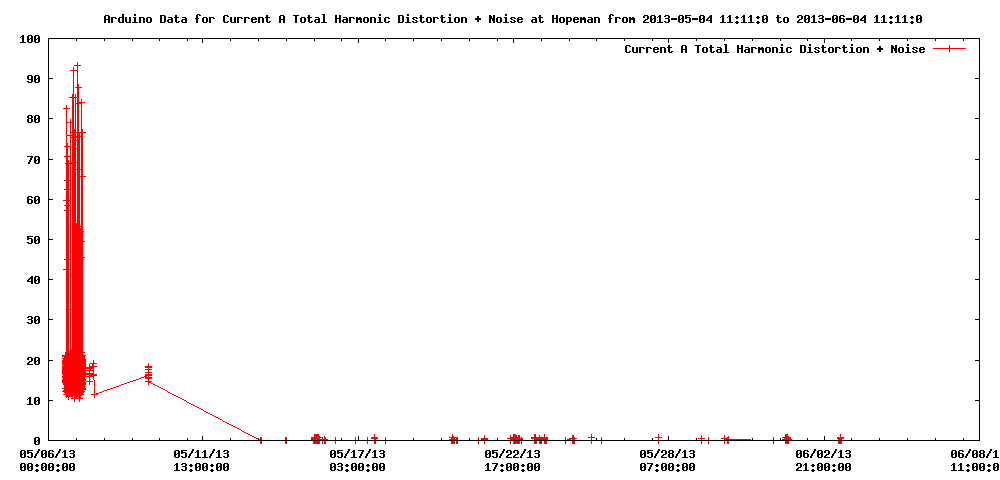 Arduino Data for Current A Total Harmonic Distortion + Noise at Hopeman from 2013-05-04 11:11:0 to 2013-06-04 11:11:0
Current A Total Harmonic Distortion + Noise
100
90
80
70
60
50
40
30
20
10
0
05/06/13 05/11/13 05/17/13 05/22/13 05/28/13 06/02/13 06/08/1
00:00:00 13:00:00 03:00:00 17:00:00 07:00:00 21:00:00 11:00:0